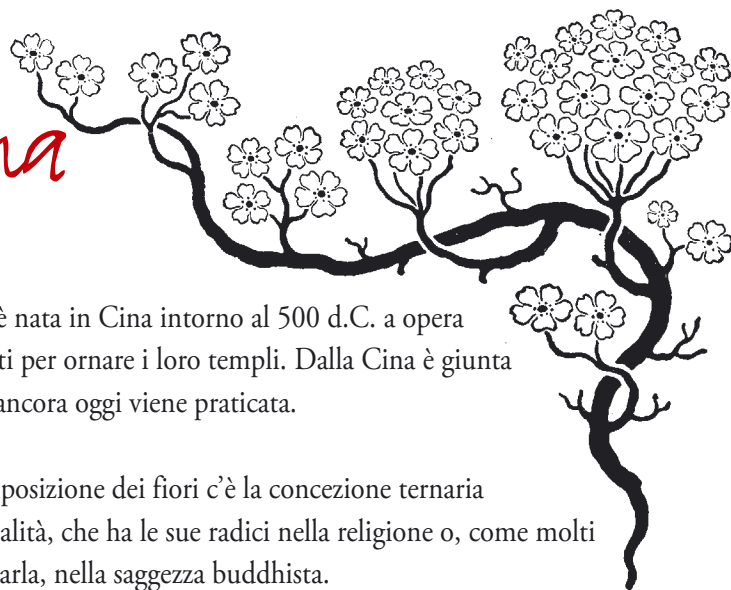 na
è nata in Cina intorno al 500 d.C. a opera
ti per ornare i loro templi. Dalla Cina è giunta
ancora oggi viene praticata.
posizione dei fiori c’è la concezione ternaria
alità, che ha le sue radici nella religione o, come molti
arla, nella saggezza buddhista.